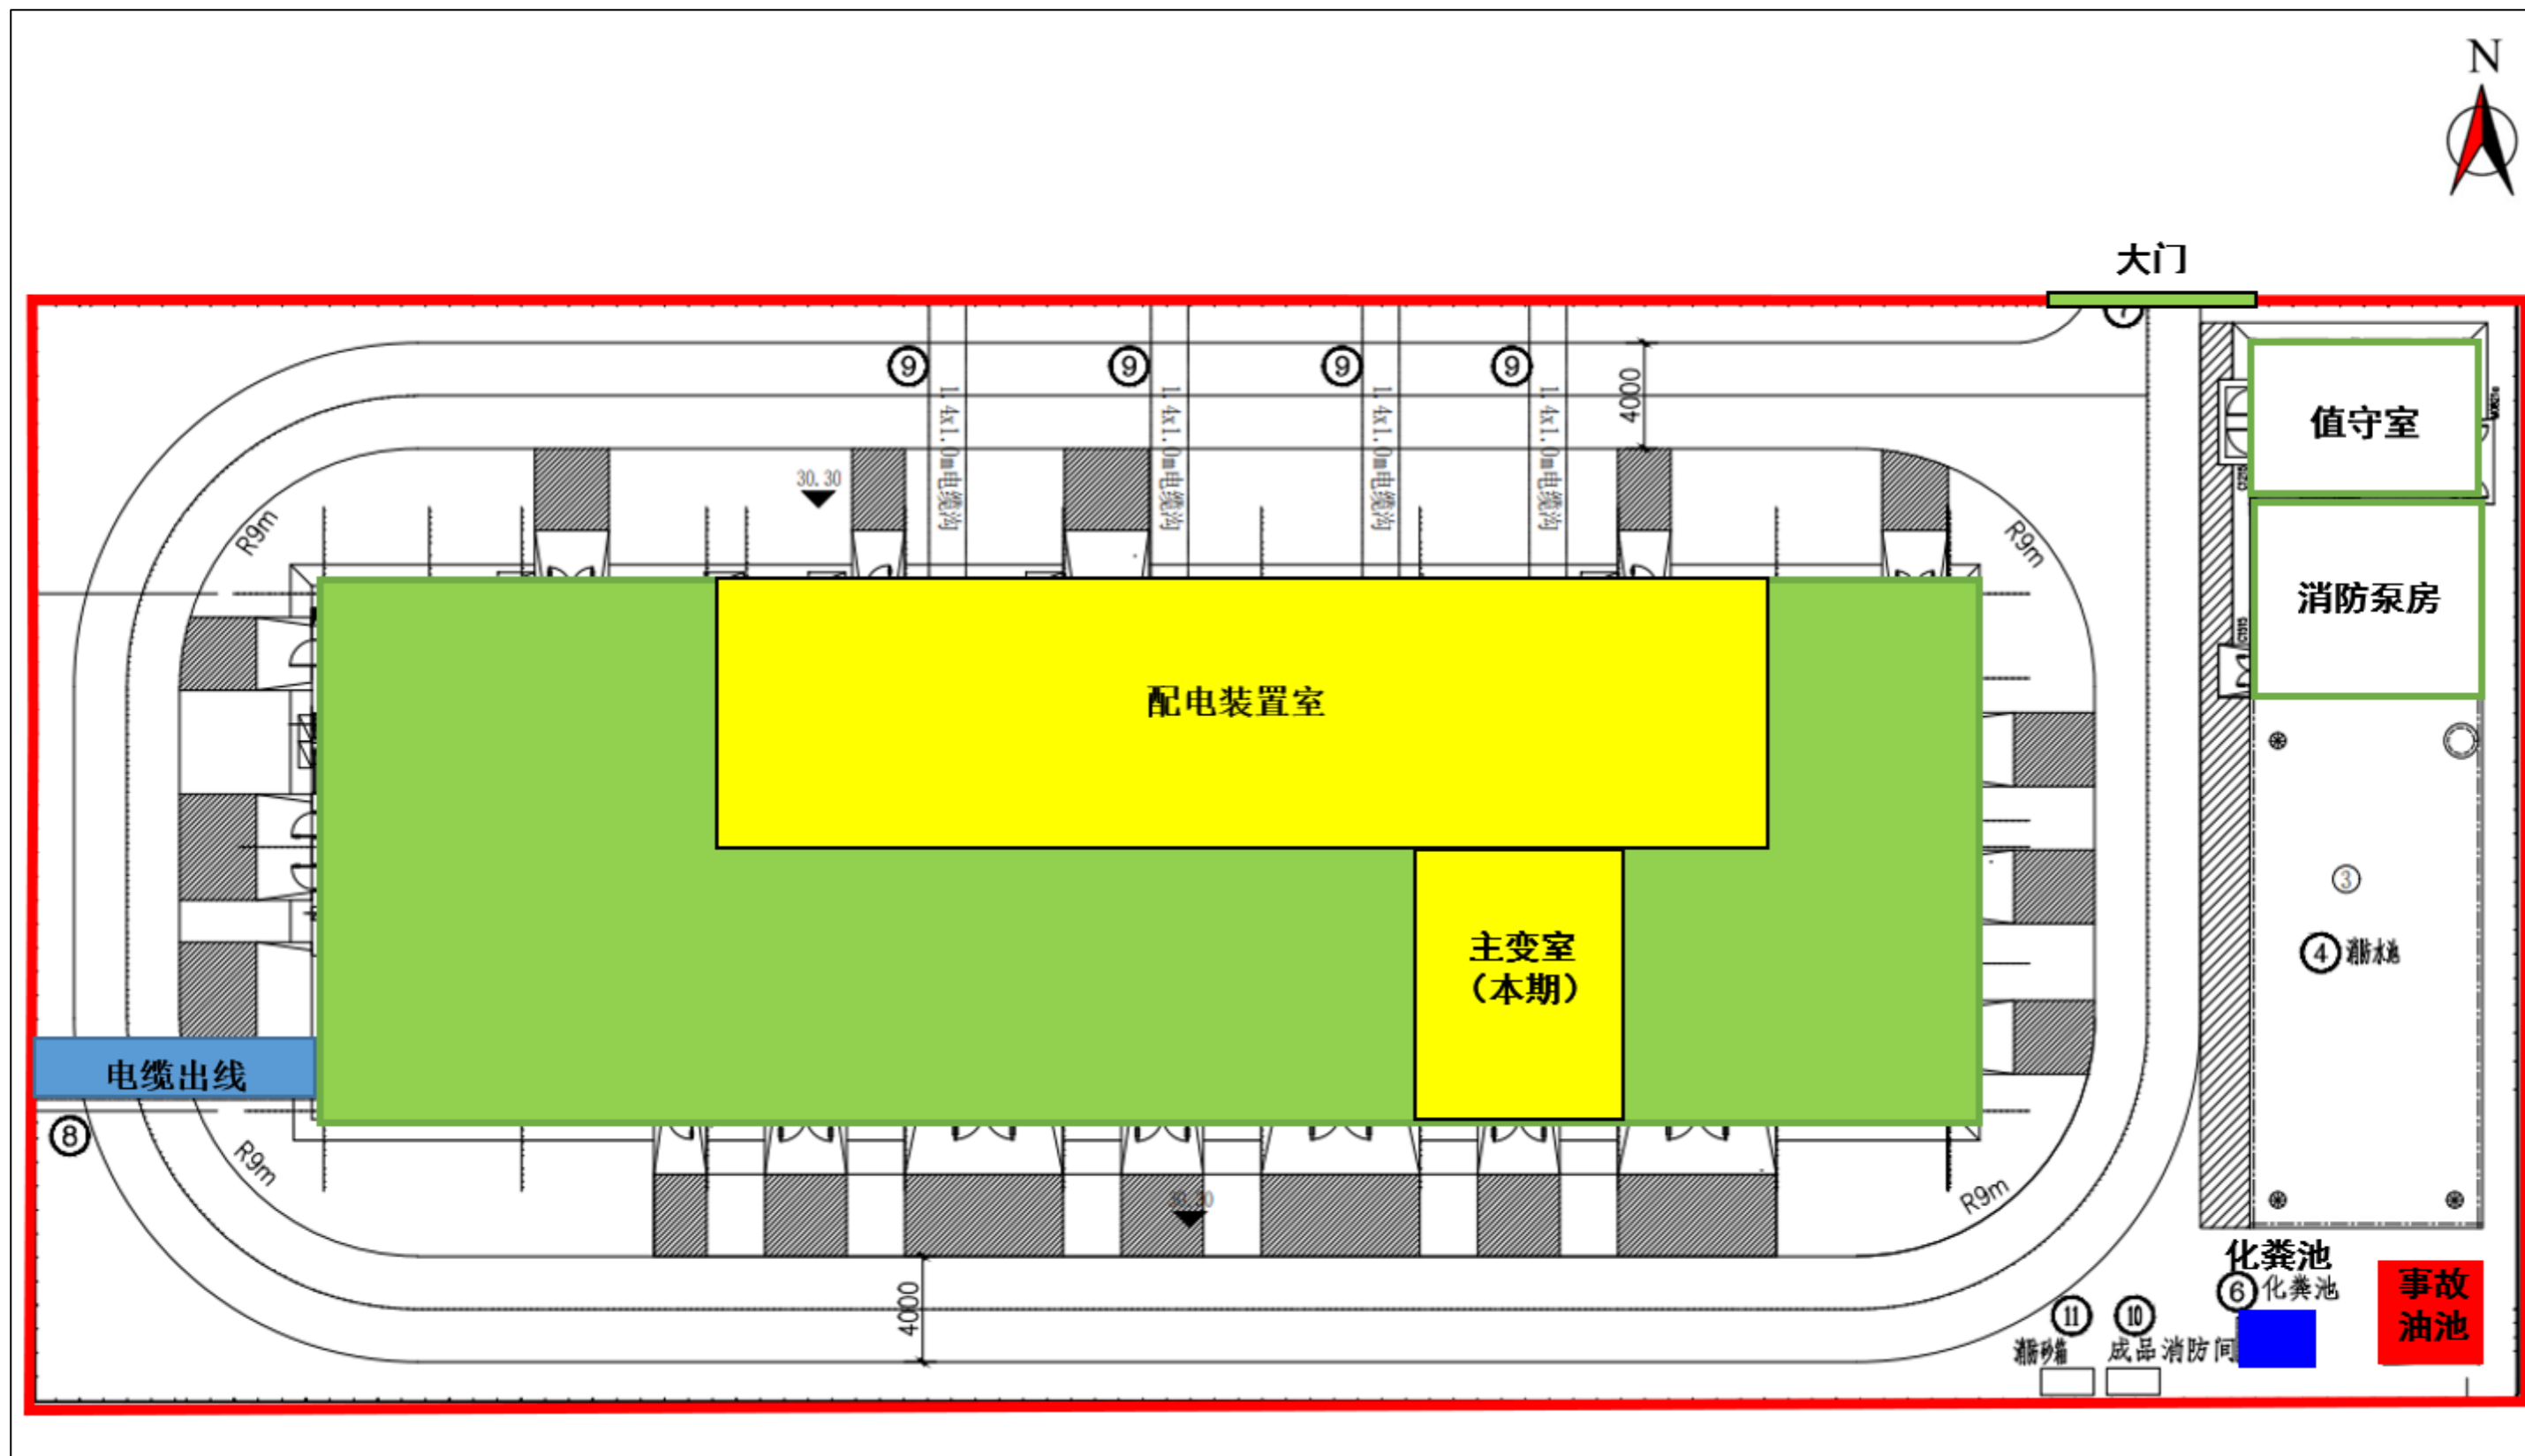 N
大门
⑦
⑨
⑨
⑨
⑨
4000
1.4x1.0m电缆沟
1.4x1.0m电缆沟
1.4x1.0m电缆沟
1.4x1.0m电缆沟
值守室
30.30
R9m
R9m
消防泵房
C1515
配电装置室
③
主变室
（本期）
④消防水池
电缆出线
⑧
R9m
R9m
30.30
化粪池
⑥化粪池
事故
油池
4000
⑪
⑩
消防砂箱
成品消防间